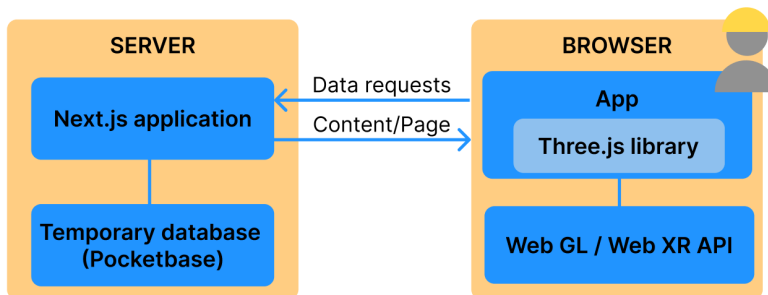 SERVER
Next.js application
Temporary database
(Pocketbase)
Data requests
Content/Page
BROWSER
App
Three.js library
Web GL / Web XR API